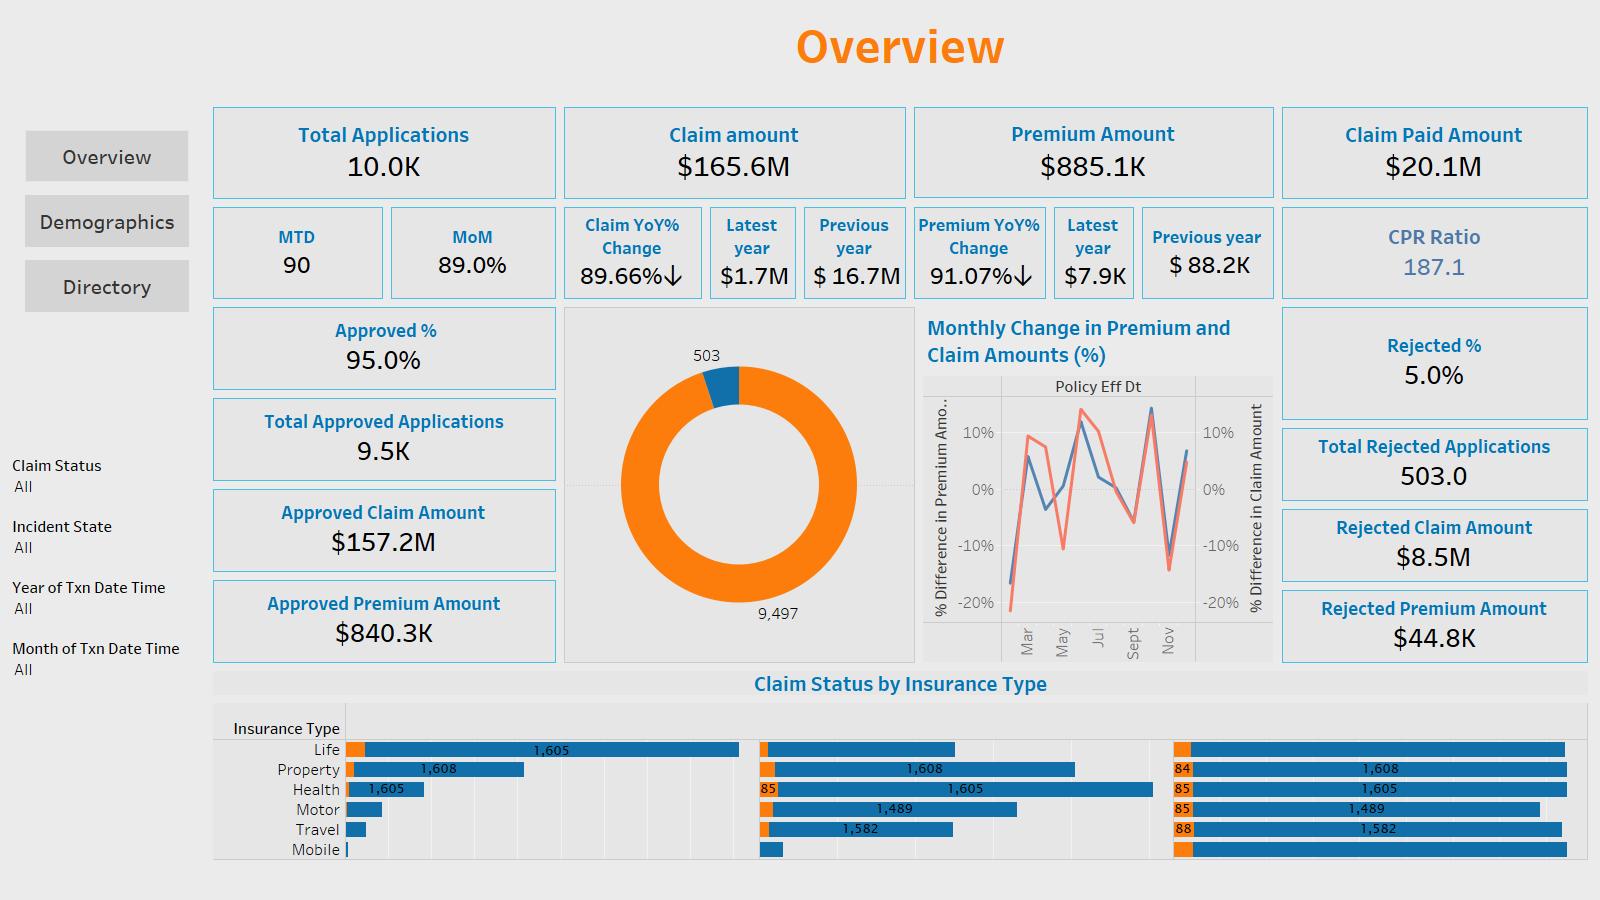 Overview
Overview
Demographics
Directory
Claim Status
All
Incident State
All
Year of Txn Date Time
All
Month of Txn Date Time
All
Total Applications
10.0K
Claim amount
$165.6M
Premium Amount
$885.1K
Claim Paid Amount
$20.1M
MTD
90
MoM
89.0%
Claim YoY%
Change
89.66%↓
Latest
year
$1.7M
Previous
year
$ 16.7M
Premium YoY%
Change
91.07%↓
Latest
year
$7.9K
Previous year
$ 88.2K
CPR Ratio
187.1
Approved %
95.0%
Total Approved Applications
9.5K
Approved Claim Amount
$157.2M
Approved Premium Amount
$840.3K
503
9,497
Monthly Change in Premium and
Claim Amounts (%)
Policy Eff Dt
% Difference in Premium Amo..
10%
0%
-10%
-20%
10%
0%
-10%
-20%
% Difference in Claim Amount
Mar
May
Jul
Sept
Nov
Rejected %
5.0%
Total Rejected Applications
503.0
Rejected Claim Amount
$8.5M
Rejected Premium Amount
$44.8K
Claim Status by Insurance Type
Insurance Type
Life 1,605
Property 1,608 1,608 84 1,608
Health 1,605 85 1,605 85 1,605
Motor 1,489 85 1,489
Travel 1,582 88 1,582
Mobile